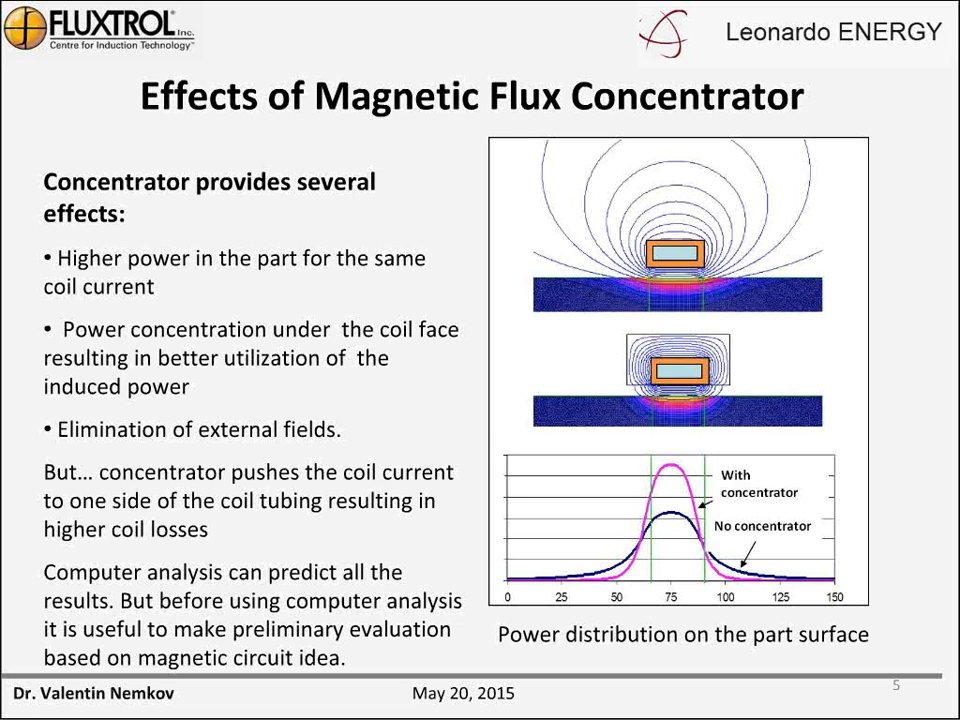 FLUXTROL® Inc.
Centre for Induction Technology™
Leonardo ENERGY
Effects of Magnetic Flux Concentrator
Concentrator provides several
effects:
• Higher power in the part for the same
coil current
• Power concentration under the coil face
resulting in better utilization of the
induced power
• Elimination of external fields.
But… concentrator pushes the coil current
to one side of the coil tubing resulting in
higher coil losses
Computer analysis can predict all the
results. But before using computer analysis
it is useful to make preliminary evaluation
based on magnetic circuit idea.
With
concentrator
No concentrator
0 25 50 75 100 125 150
Power distribution on the part surface
Dr. Valentin Nemkov
May 20, 2015
5